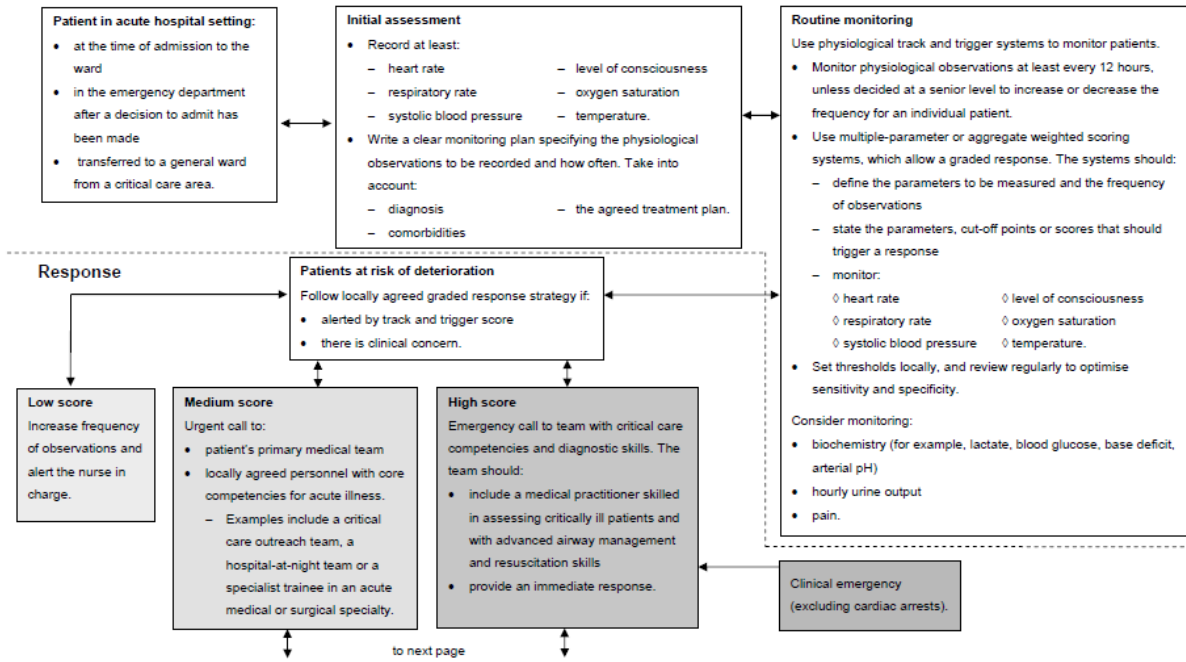 Patient in acute hospital setting:
• at the time of admission to the
ward
• in the emergency department
after a decision to admit has
been made
• transferred to a general ward
from a critical care area.
Initial assessment
• Record at least:
– heart rate – level of consciousness
– respiratory rate – oxygen saturation
– systolic blood pressure – temperature.
• Write a clear monitoring plan specifying the physiological
observations to be recorded and how often. Take into
account:
– diagnosis – the agreed treatment plan.
– comorbidities
Routine monitoring
Use physiological track and trigger systems to monitor patients.
• Monitor physiological observations at least every 12 hours,
unless decided at a senior level to increase or decrease the
frequency for an individual patient.
• Use multiple-parameter or aggregate weighted scoring
systems, which allow a graded response. The systems should:
– define the parameters to be measured and the frequency
of observations
– state the parameters, cut-off points or scores that should
trigger a response
– monitor:
◊ heart rate ◊ level of consciousness
◊ respiratory rate ◊ oxygen saturation
◊ systolic blood pressure ◊ temperature.
• Set thresholds locally, and review regularly to optimise
sensitivity and specificity.
Consider monitoring:
• biochemistry (for example, lactate, blood glucose, base deficit,
arterial pH)
• hourly urine output
• pain.
Response
Patients at risk of deterioration
Follow locally agreed graded response strategy if:
• alerted by track and trigger score
• there is clinical concern.
Low score
Increase frequency
of observations and
alert the nurse in
charge.
Medium score
Urgent call to:
• patient's primary medical team
• locally agreed personnel with core
competencies for acute illness.
– Examples include a critical
care outreach team, a
hospital-at-night team or a
specialist trainee in an acute
medical or surgical specialty.
High score
Emergency call to team with critical care
competencies and diagnostic skills. The
team should:
• include a medical practitioner skilled
in assessing critically ill patients and
with advanced airway management
and resuscitation skills
• provide an immediate response.
Clinical emergency
(excluding cardiac arrests).
to next page